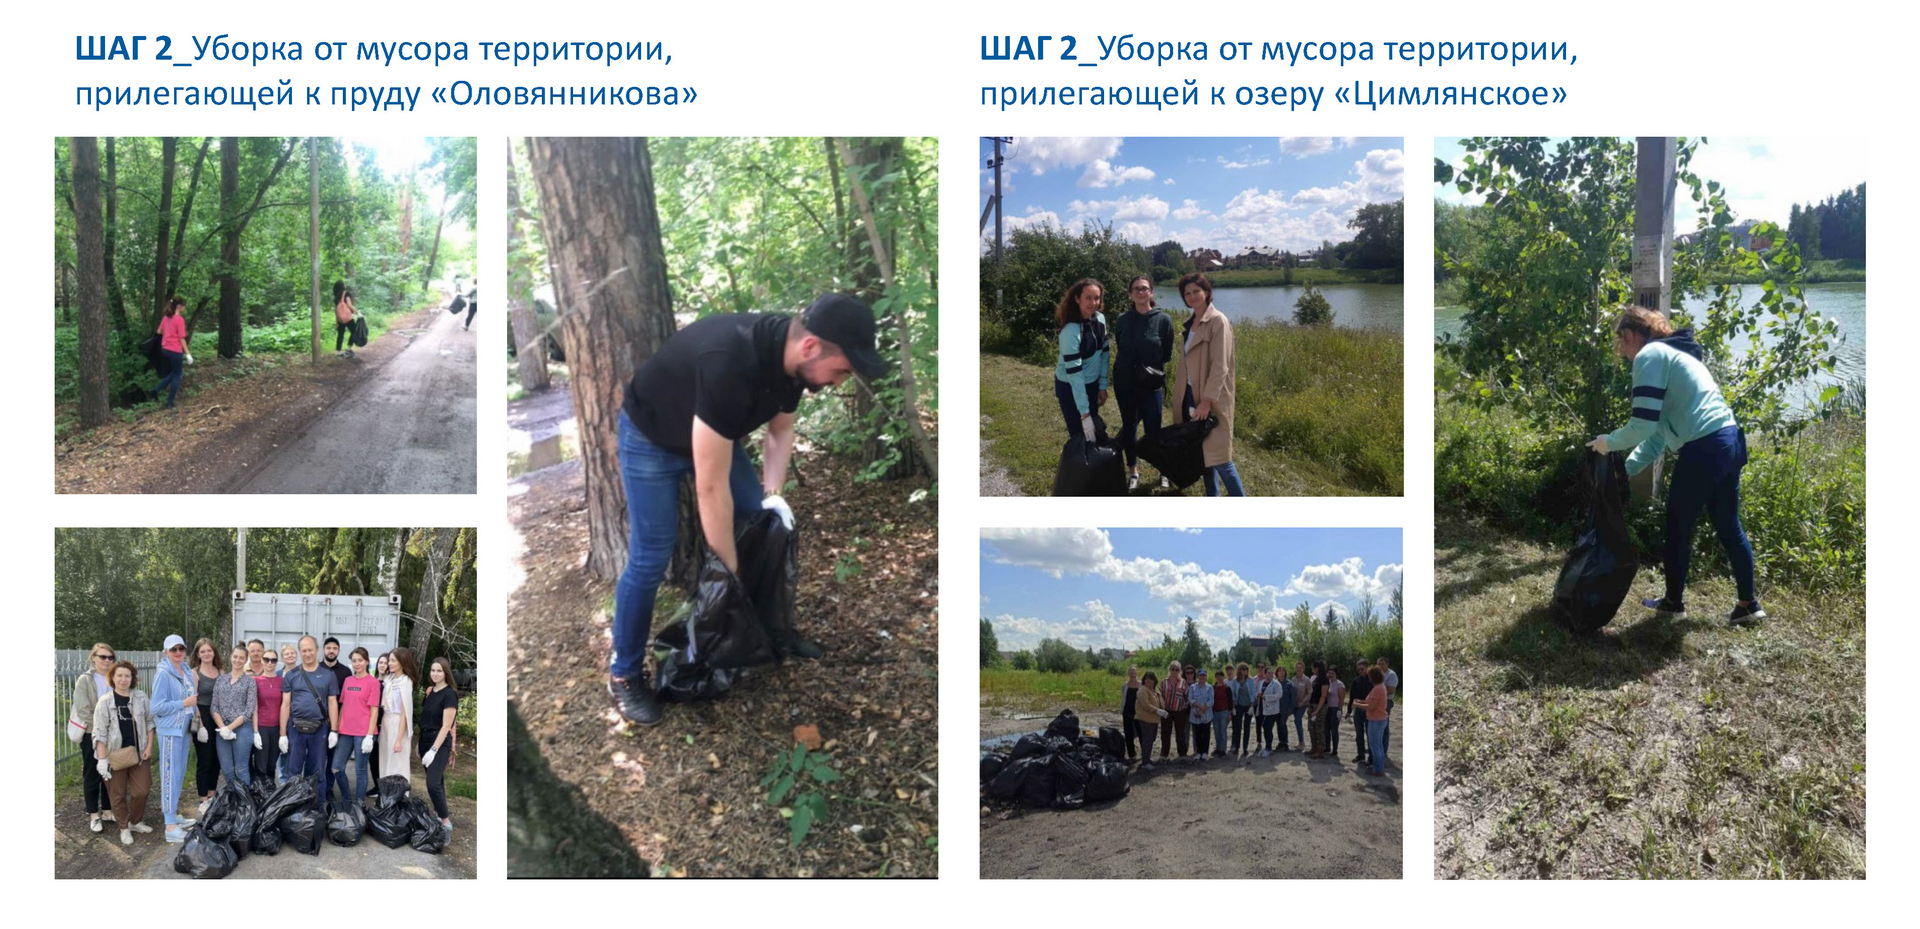 ШАГ 2_Уборка от мусора территории,
прилегающей к пруду «Оловянникова»
ШАГ 2_Уборка от мусора территории,
прилегающей к озеру «Цимлянское»